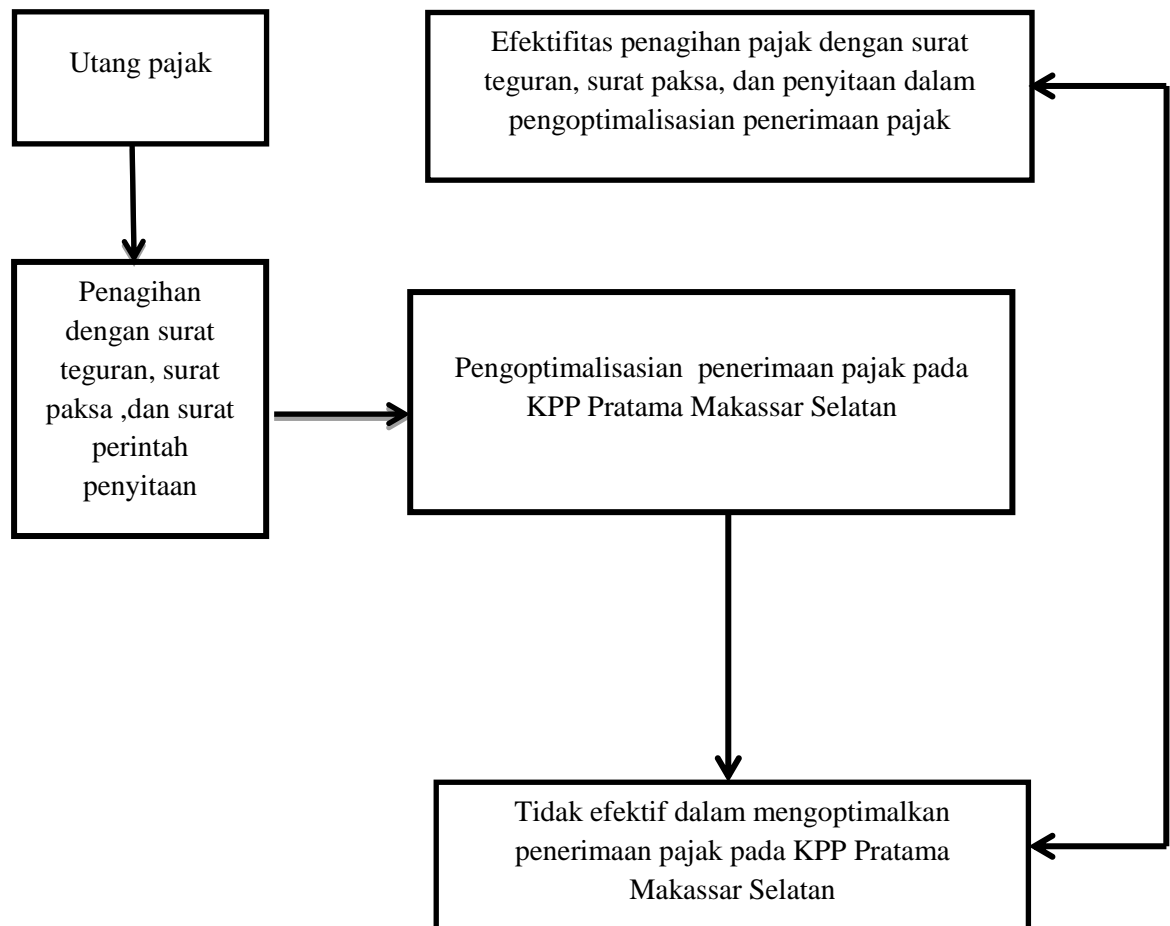 Utang pajak
Efektifitas penagihan pajak dengan surat
teguran, surat paksa, dan penyitaan dalam
pengoptimalisasian penerimaan pajak
Penagihan
dengan surat
teguran, surat
paksa ,dan surat
perintah
penyitaan
Pengoptimalisasian penerimaan pajak pada
KPP Pratama Makassar Selatan
Tidak efektif dalam mengoptimalkan
penerimaan pajak pada KPP Pratama
Makassar Selatan